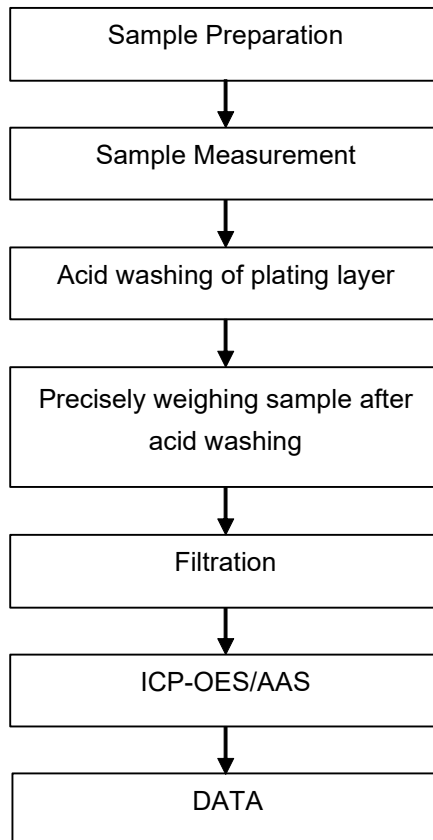 Sample Preparation
Sample Measurement
Acid washing of plating layer
Precisely weighing sample after
acid washing
Filtration
ICP-OES/AAS
DATA